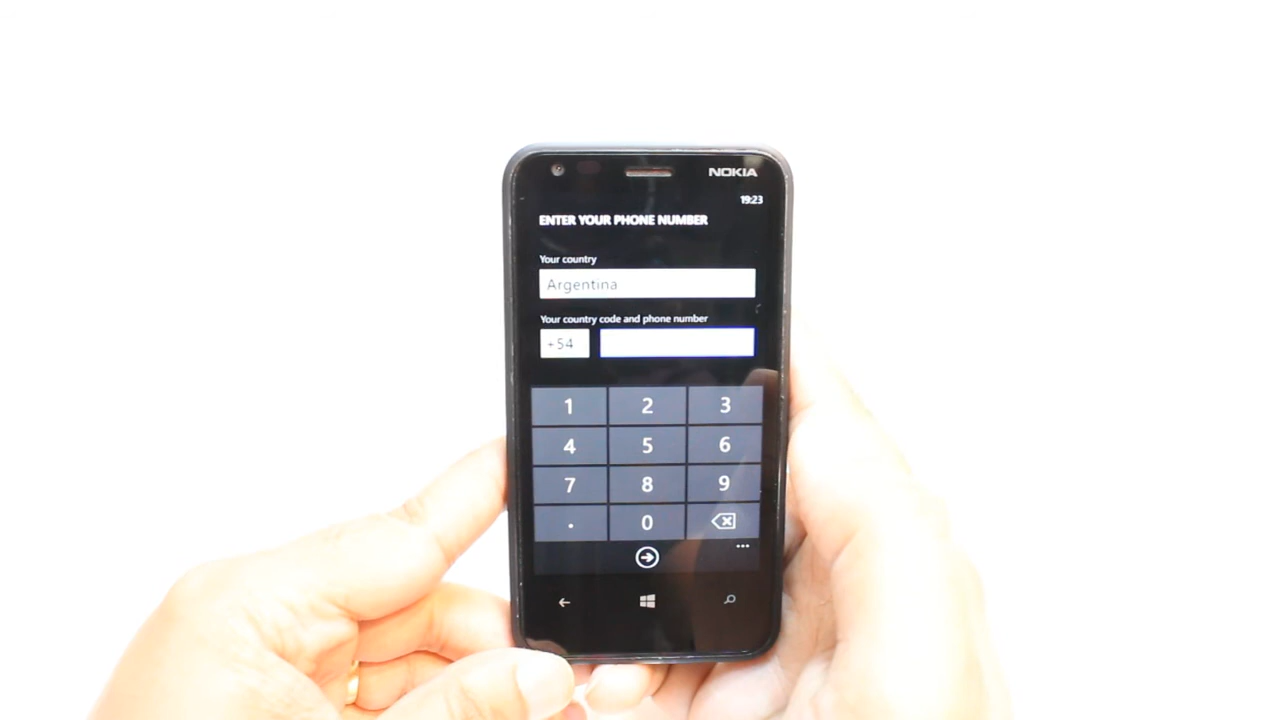 NOKIA
19:23
ENTER YOUR PHONE NUMBER
Your country
Argentina
Your country code and phone number
+54
1 2 3
4 5 6
7 8 9
. 0
...